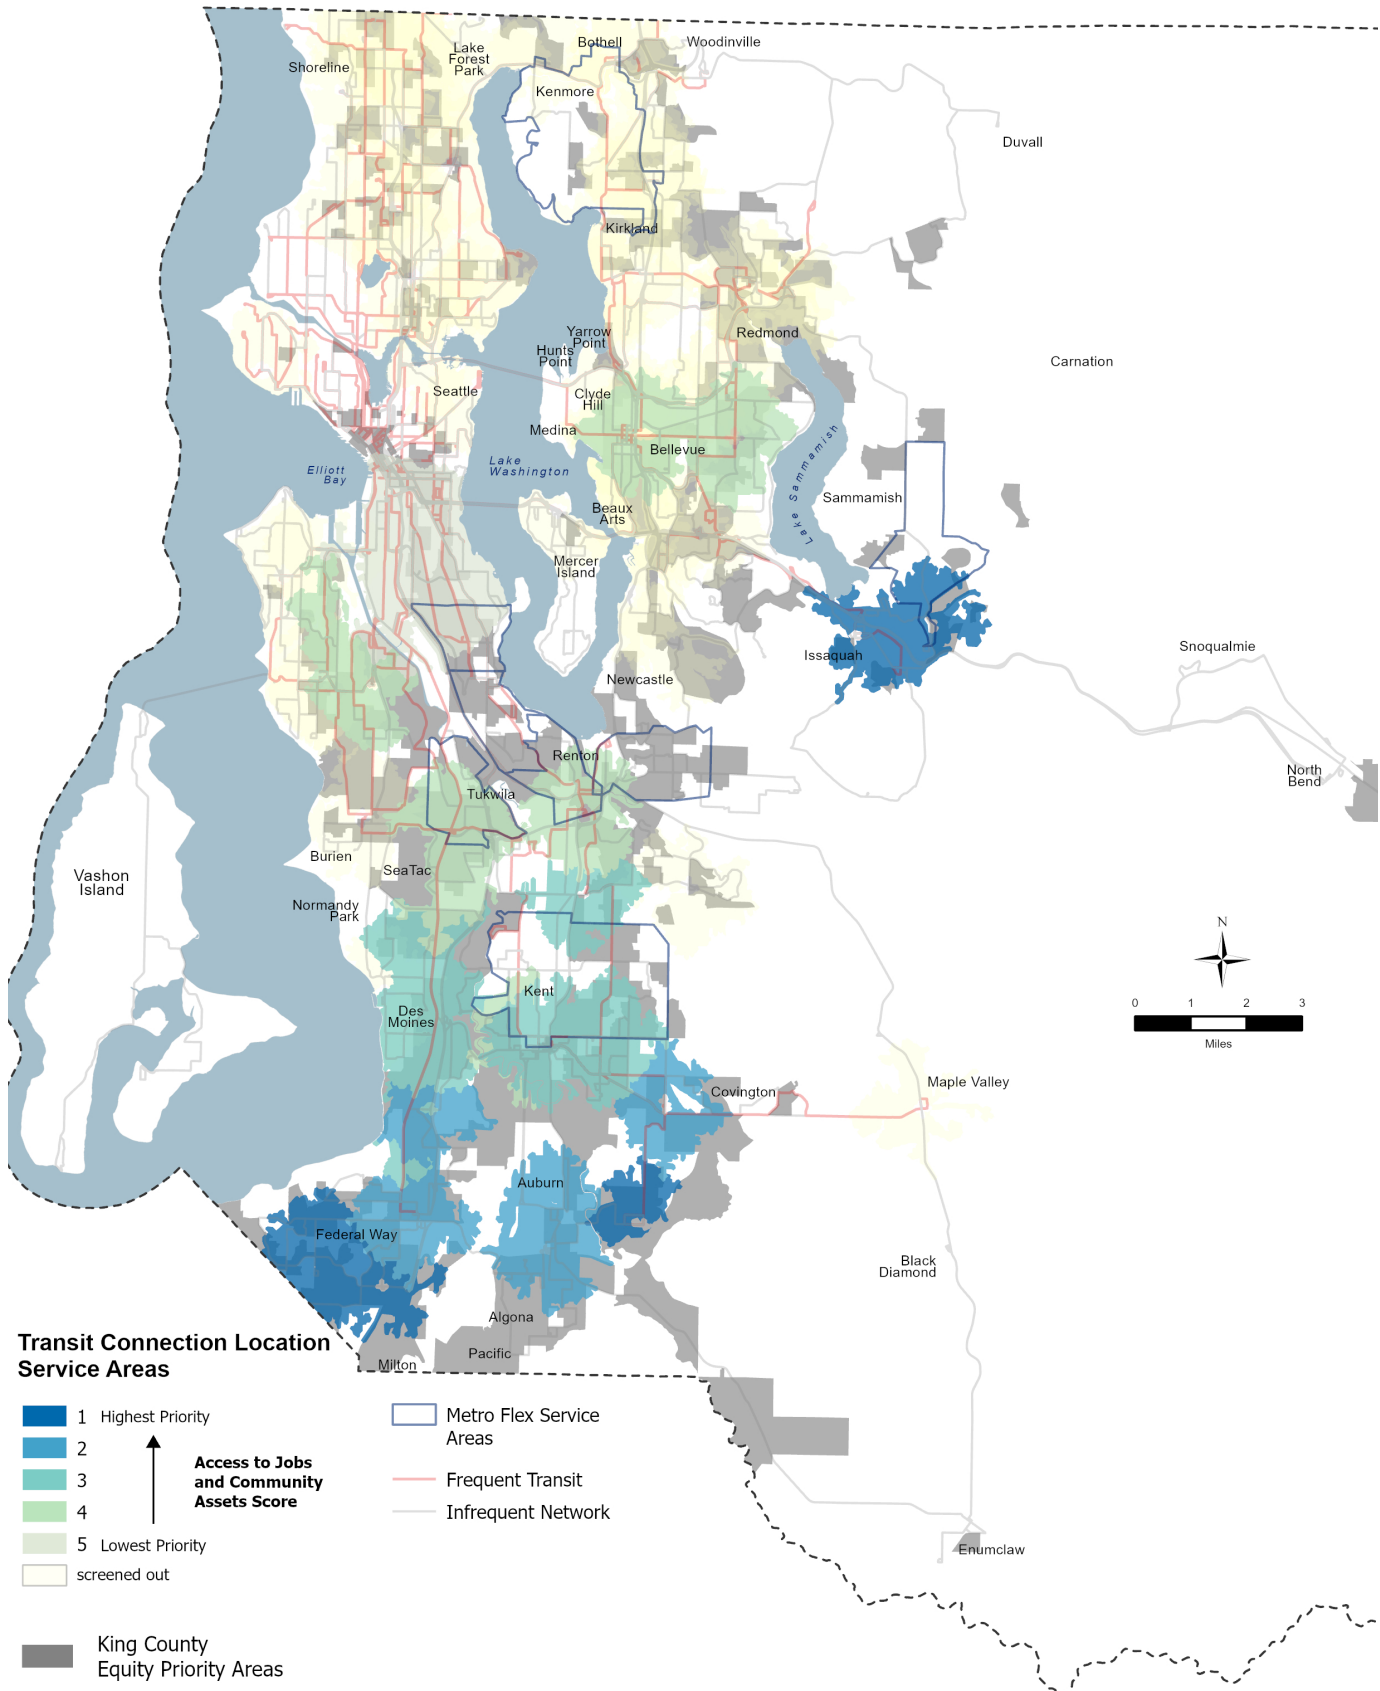 Lake
Forest
Park
Bothell
Woodinville
Shoreline
Kenmore
Duvall
Kirkland
Yarrow
Point
Redmond
Hunts
Point
Carnation
Seattle
Clyde
Hill
Medina
Bellevue
Elliott
Bay
Lake
Washington
Lake Sammamish
Sammamish
Beaux
Arts
Mercer
Island
Issaquah
Snoqualmie
Newcastle
Renton
North
Bend
Tukwila
Burien
SeaTac
Vashon
Island
Normandy
Park
N
Kent
Des
Moines
0 1 2 3
Miles
Maple Valley
Covington
Auburn
Federal Way
Black
Diamond
Algona
Pacific
Milton
Enumclaw
Transit Connection Location
Service Areas
1 Highest Priority
2
3
4
5 Lowest Priority
screened out
Access to Jobs
and Community
Assets Score
King County
Equity Priority Areas
Metro Flex Service
Areas
Frequent Transit
Infrequent Network